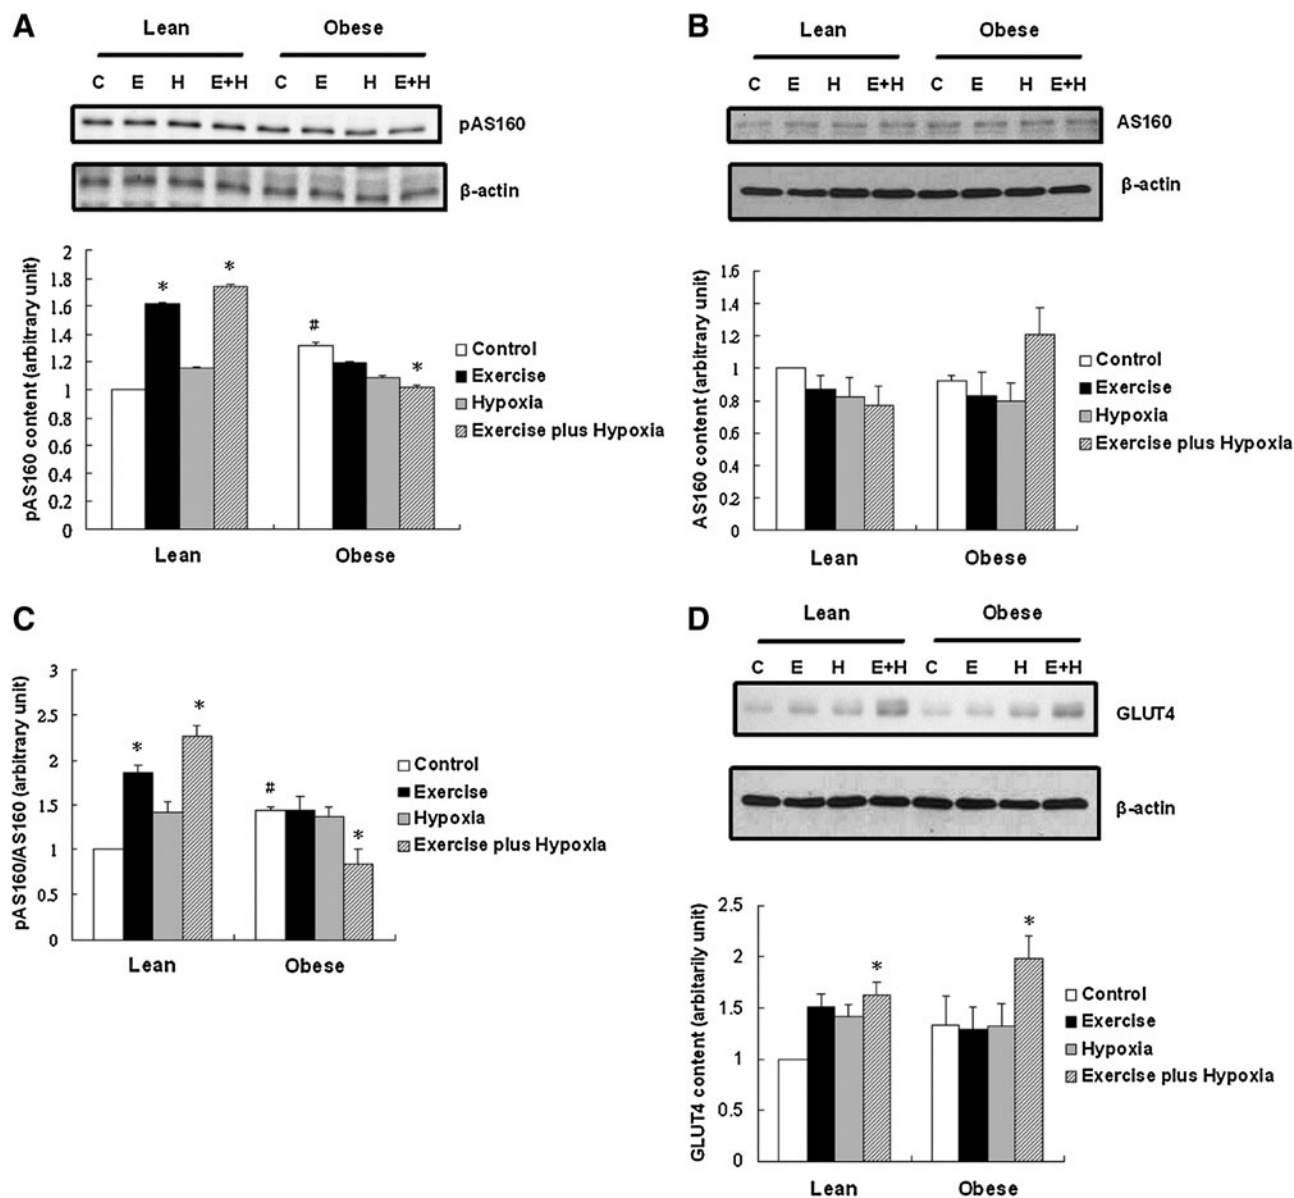 A
Lean Obese
C E H E+H C E H E+H
pAS160
β-actin
pAS160 content (arbitrary unit)
2
1.8
1.6
1.4
1.2
1
0.8
0.6
0.4
0.2
0
* * # *
Control
Exercise
Hypoxia
Exercise plus Hypoxia
Lean Obese
B
Lean Obese
C E H E+H C E H E+H
AS160
β-actin
AS160 content (arbitrary unit)
1.6
1.4
1.2
1
0.8
0.6
0.4
0.2
0
Control
Exercise
Hypoxia
Exercise plus Hypoxia
Lean Obese
C
pAS160/AS160 (arbitrary unit)
3
2.5
2
1.5
1
0.5
0
* * # *
Control
Exercise
Hypoxia
Exercise plus Hypoxia
Lean Obese
D
Lean Obese
C E H E+H C E H E+H
GLUT4
β-actin
GLUT4 content (arbitarily unit)
2.5
2
1.5
1
0.5
0
* *
Control
Exercise
Hypoxia
Exercise plus Hypoxia
Lean Obese